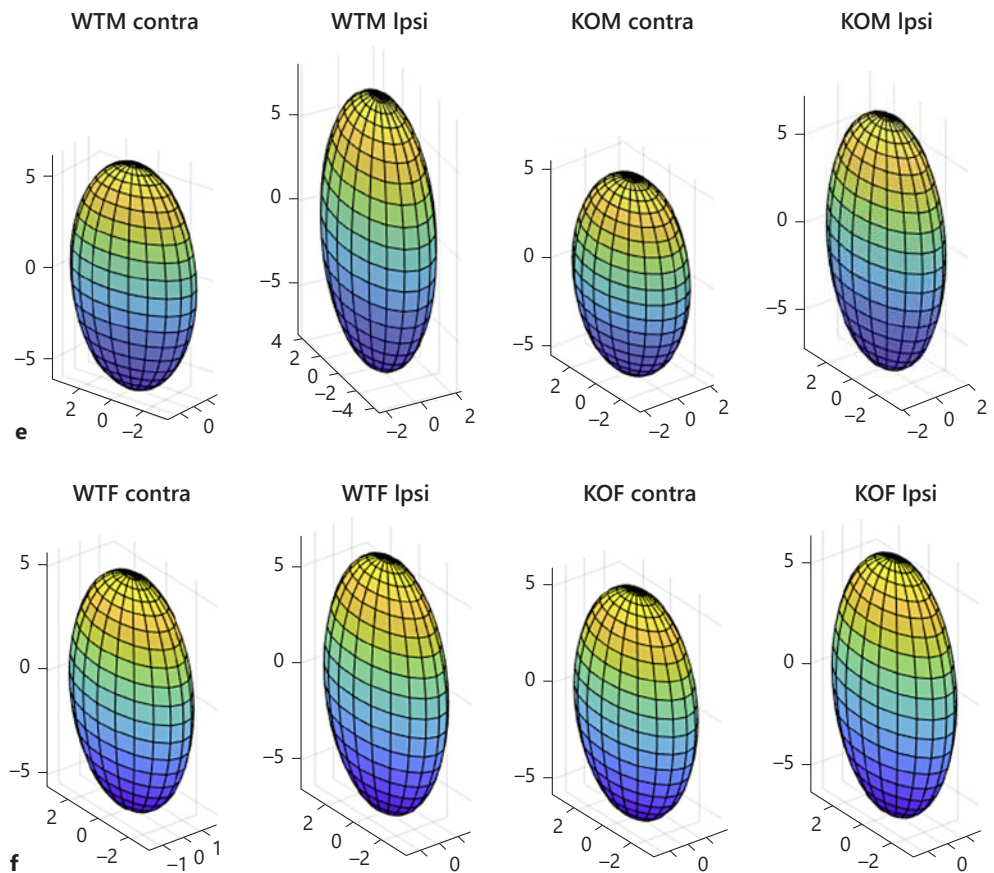 WTM contra WTM Ipsi KOM contra KOM Ipsi
5 0 −5 2 0 −2 0
5 0 −5 4 2 0 −2 −4 −2 0 2
5 0 −5 2 0 −2 −2 0 2
5 0 −5 2 0 −2 −2 0 2
e
WTF contra WTF Ipsi KOF contra KOF Ipsi
5 0 −5 2 0 −2 −1 0 1
5 0 −5 2 0 −2 0
5 0 −5 2 0 −2 0
5 0 −5 2 0 −2 0
f